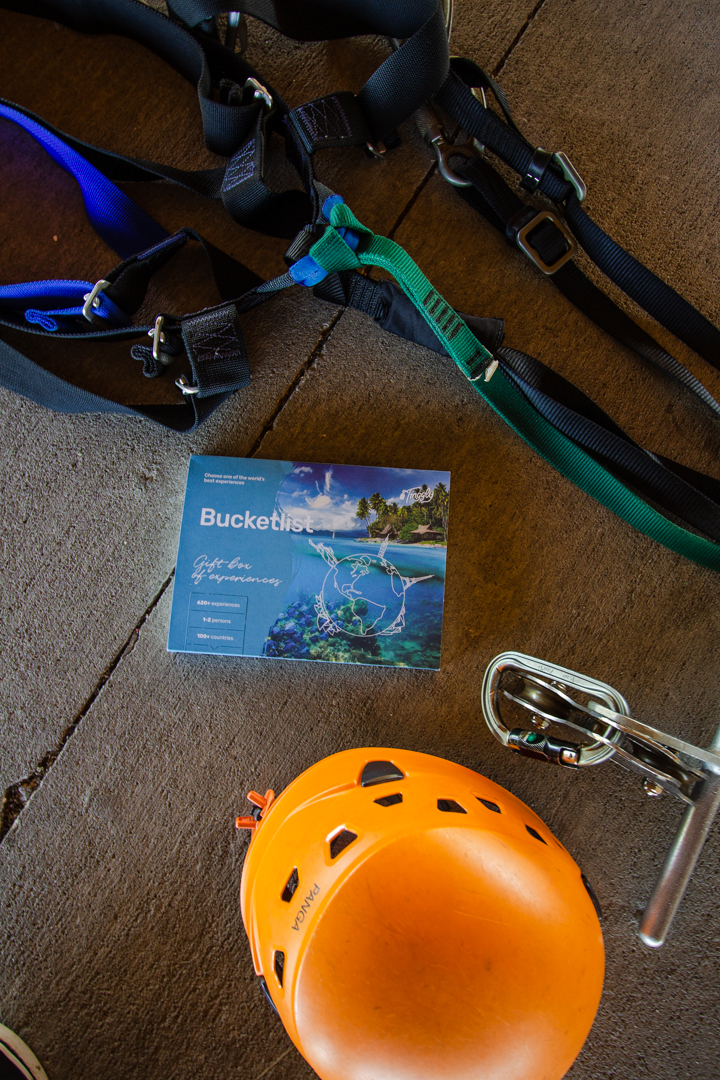 Choose one of the world's
best experiences
Tinggly
Bucketlist
Gift box
of experiences
620+ experiences
1-2 persons
100+ countries
PANGA